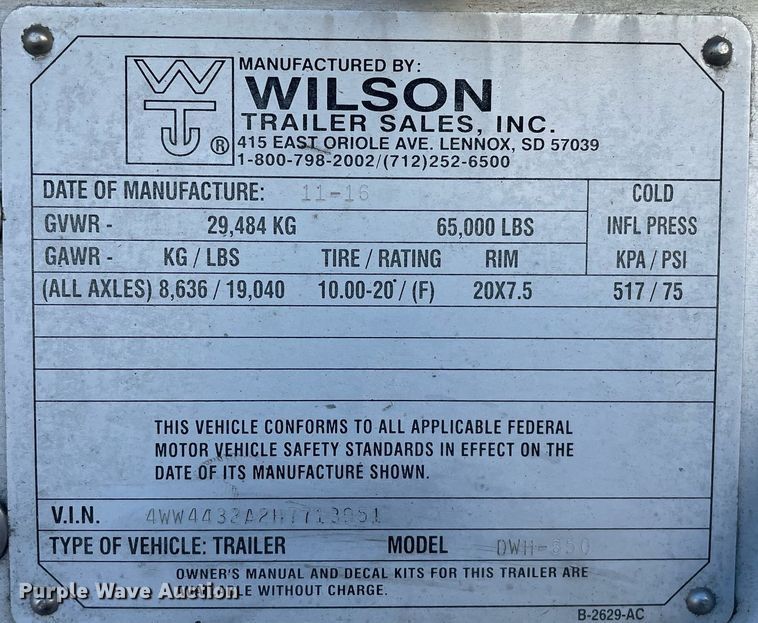 MANUFACTURED BY:
WILSON
TRAILER SALES, INC.
415 EAST ORIOLE AVE. LENNOX, SD 57039
1-800-798-2002/(712)252-6500
WT ®
DATE OF MANUFACTURE: 11-16 COLD
GVWR - 29,484 KG 65,000 LBS INFL PRESS
GAWR - KG / LBS TIRE / RATING RIM KPA / PSI
(ALL AXLES) 8,636 / 19,040 10.00-20 / (F) 20X7.5 517 / 75
THIS VEHICLE CONFORMS TO ALL APPLICABLE FEDERAL
MOTOR VEHICLE SAFETY STANDARDS IN EFFECT ON THE
DATE OF ITS MANUFACTURE SHOWN.
V.I.N.
TYPE OF VEHICLE: TRAILER MODEL
OWNER'S MANUAL AND DECAL KITS FOR THIS TRAILER ARE
WITHOUT CHARGE.
Purple Wave Auction
B-2629-AC